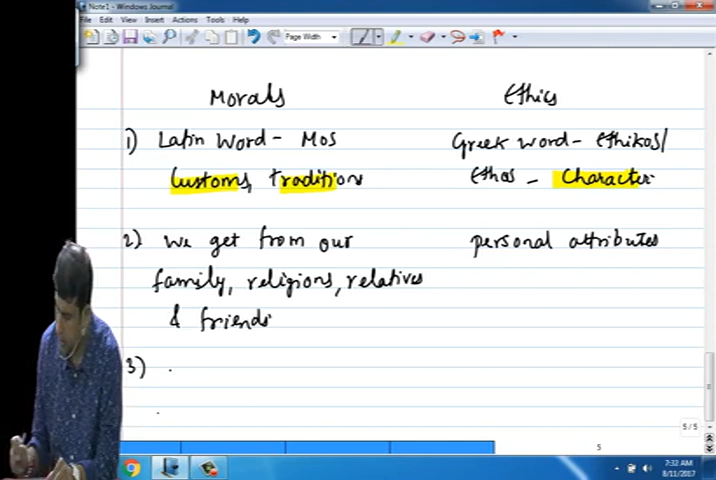 Note1 - Windows Journal
File Edit View Insert Actions Tools Help
Page Width
Morals Ethics
1) Latin Word - Mos Greek word - Ethikos/
Customs, traditions Ethos - Character
2) We get from our personal attributes
family, religions, relatives
& friends
3)
5/5
5
7:32 AM
8/11/2017